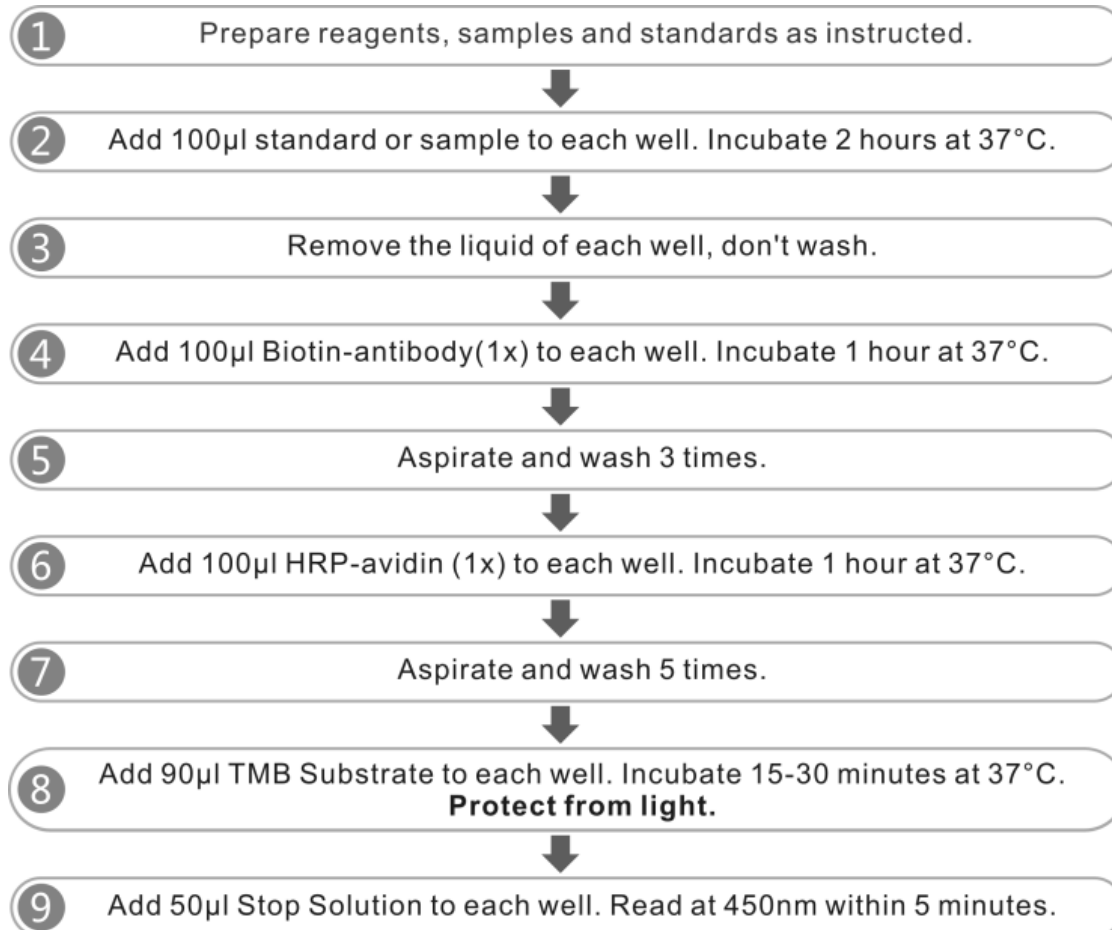 1 Prepare reagents, samples and standards as instructed.
2 Add 100µl standard or sample to each well. Incubate 2 hours at 37°C.
3 Remove the liquid of each well, don't wash.
4 Add 100µl Biotin-antibody(1x) to each well. Incubate 1 hour at 37°C.
5 Aspirate and wash 3 times.
6 Add 100µl HRP-avidin (1x) to each well. Incubate 1 hour at 37°C.
7 Aspirate and wash 5 times.
8 Add 90µl TMB Substrate to each well. Incubate 15-30 minutes at 37°C.
Protect from light.
9 Add 50µl Stop Solution to each well. Read at 450nm within 5 minutes.